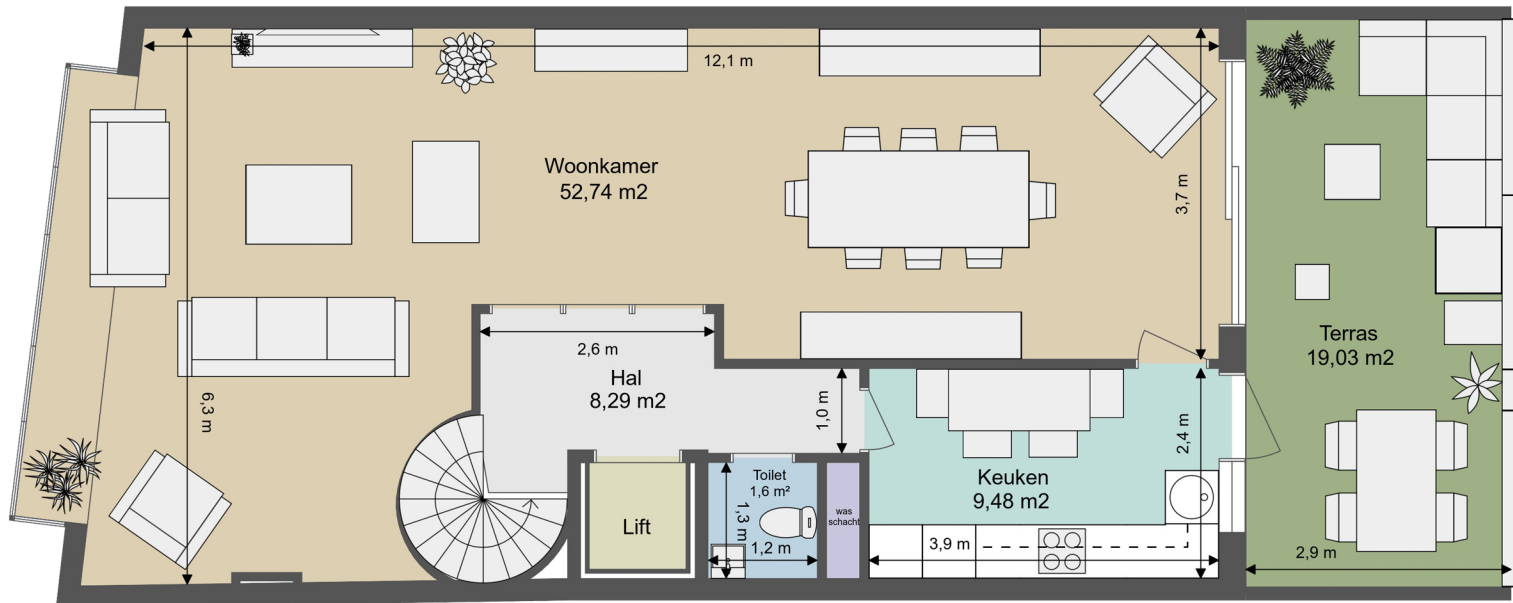 12,1 m
Woonkamer
52,74 m2
3,7 m
6,3 m
2,6 m
Hal
8,29 m2
1,0 m
Terras
19,03 m2
2,4 m
Keuken
9,48 m2
Toilet
1,6 m²
1,3 m
1,2 m
was
schacht
Lift
3,9 m
2,9 m